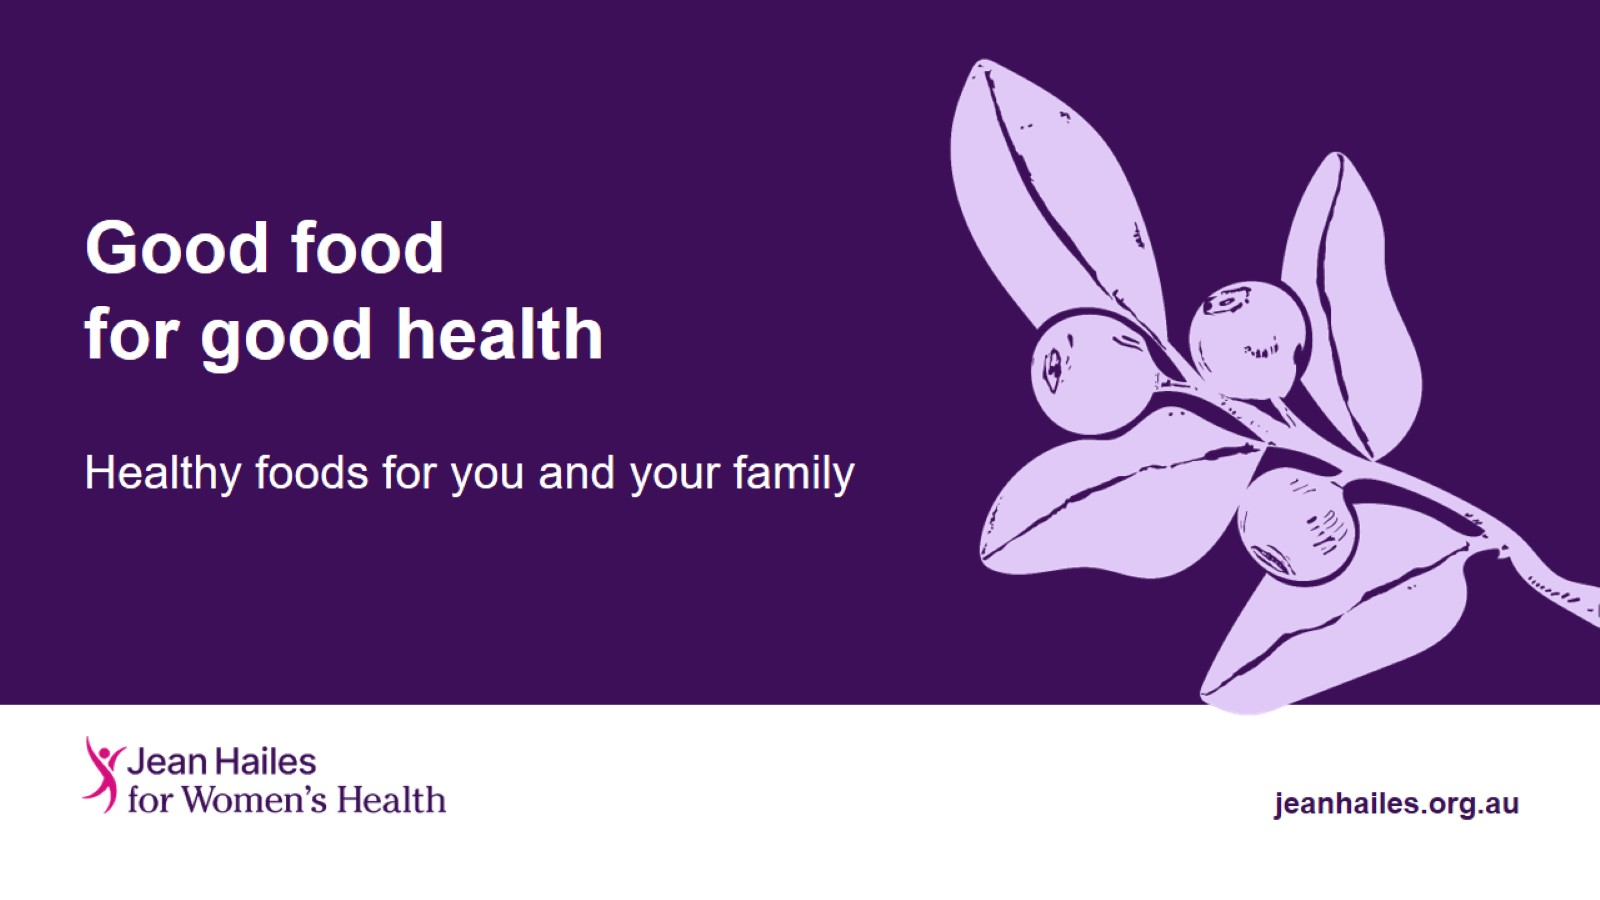 Good food
for good health
Healthy foods for you and your family
Jean Hailes
for Women's Health
jeanhailes.org.au